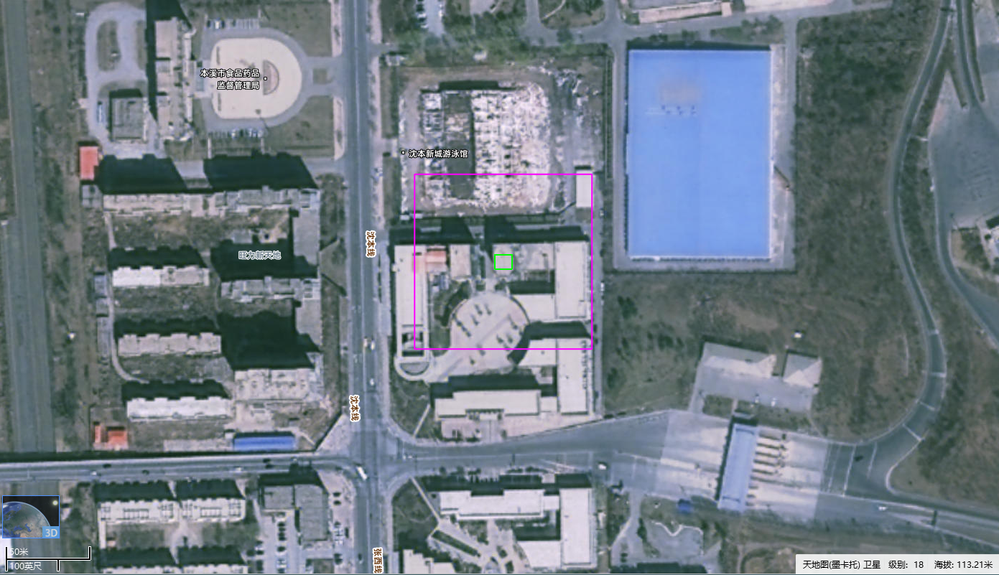 本溪市食品药品
监督管理局
沈本新城游泳馆
沈本线
旺力新天地
沈本线
张西线
3D
50米
100英尺
天地图(墨卡托) 卫星 级别: 18 海拔: 113.21米